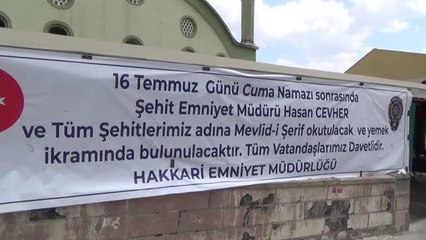 16 Temmuz Günü Cuma Namazı sonrasında
Şehit Emniyet Müdürü Hasan CEVHER
ve Tüm Şehitlerimiz adına Mevlid-i Şerif okutulacak ve yemek
ikramında bulunulacaktır. Tüm Vatandaşlarımız Davetlidir.
HAKKARİ EMNİYET MÜDÜRLÜĞÜ